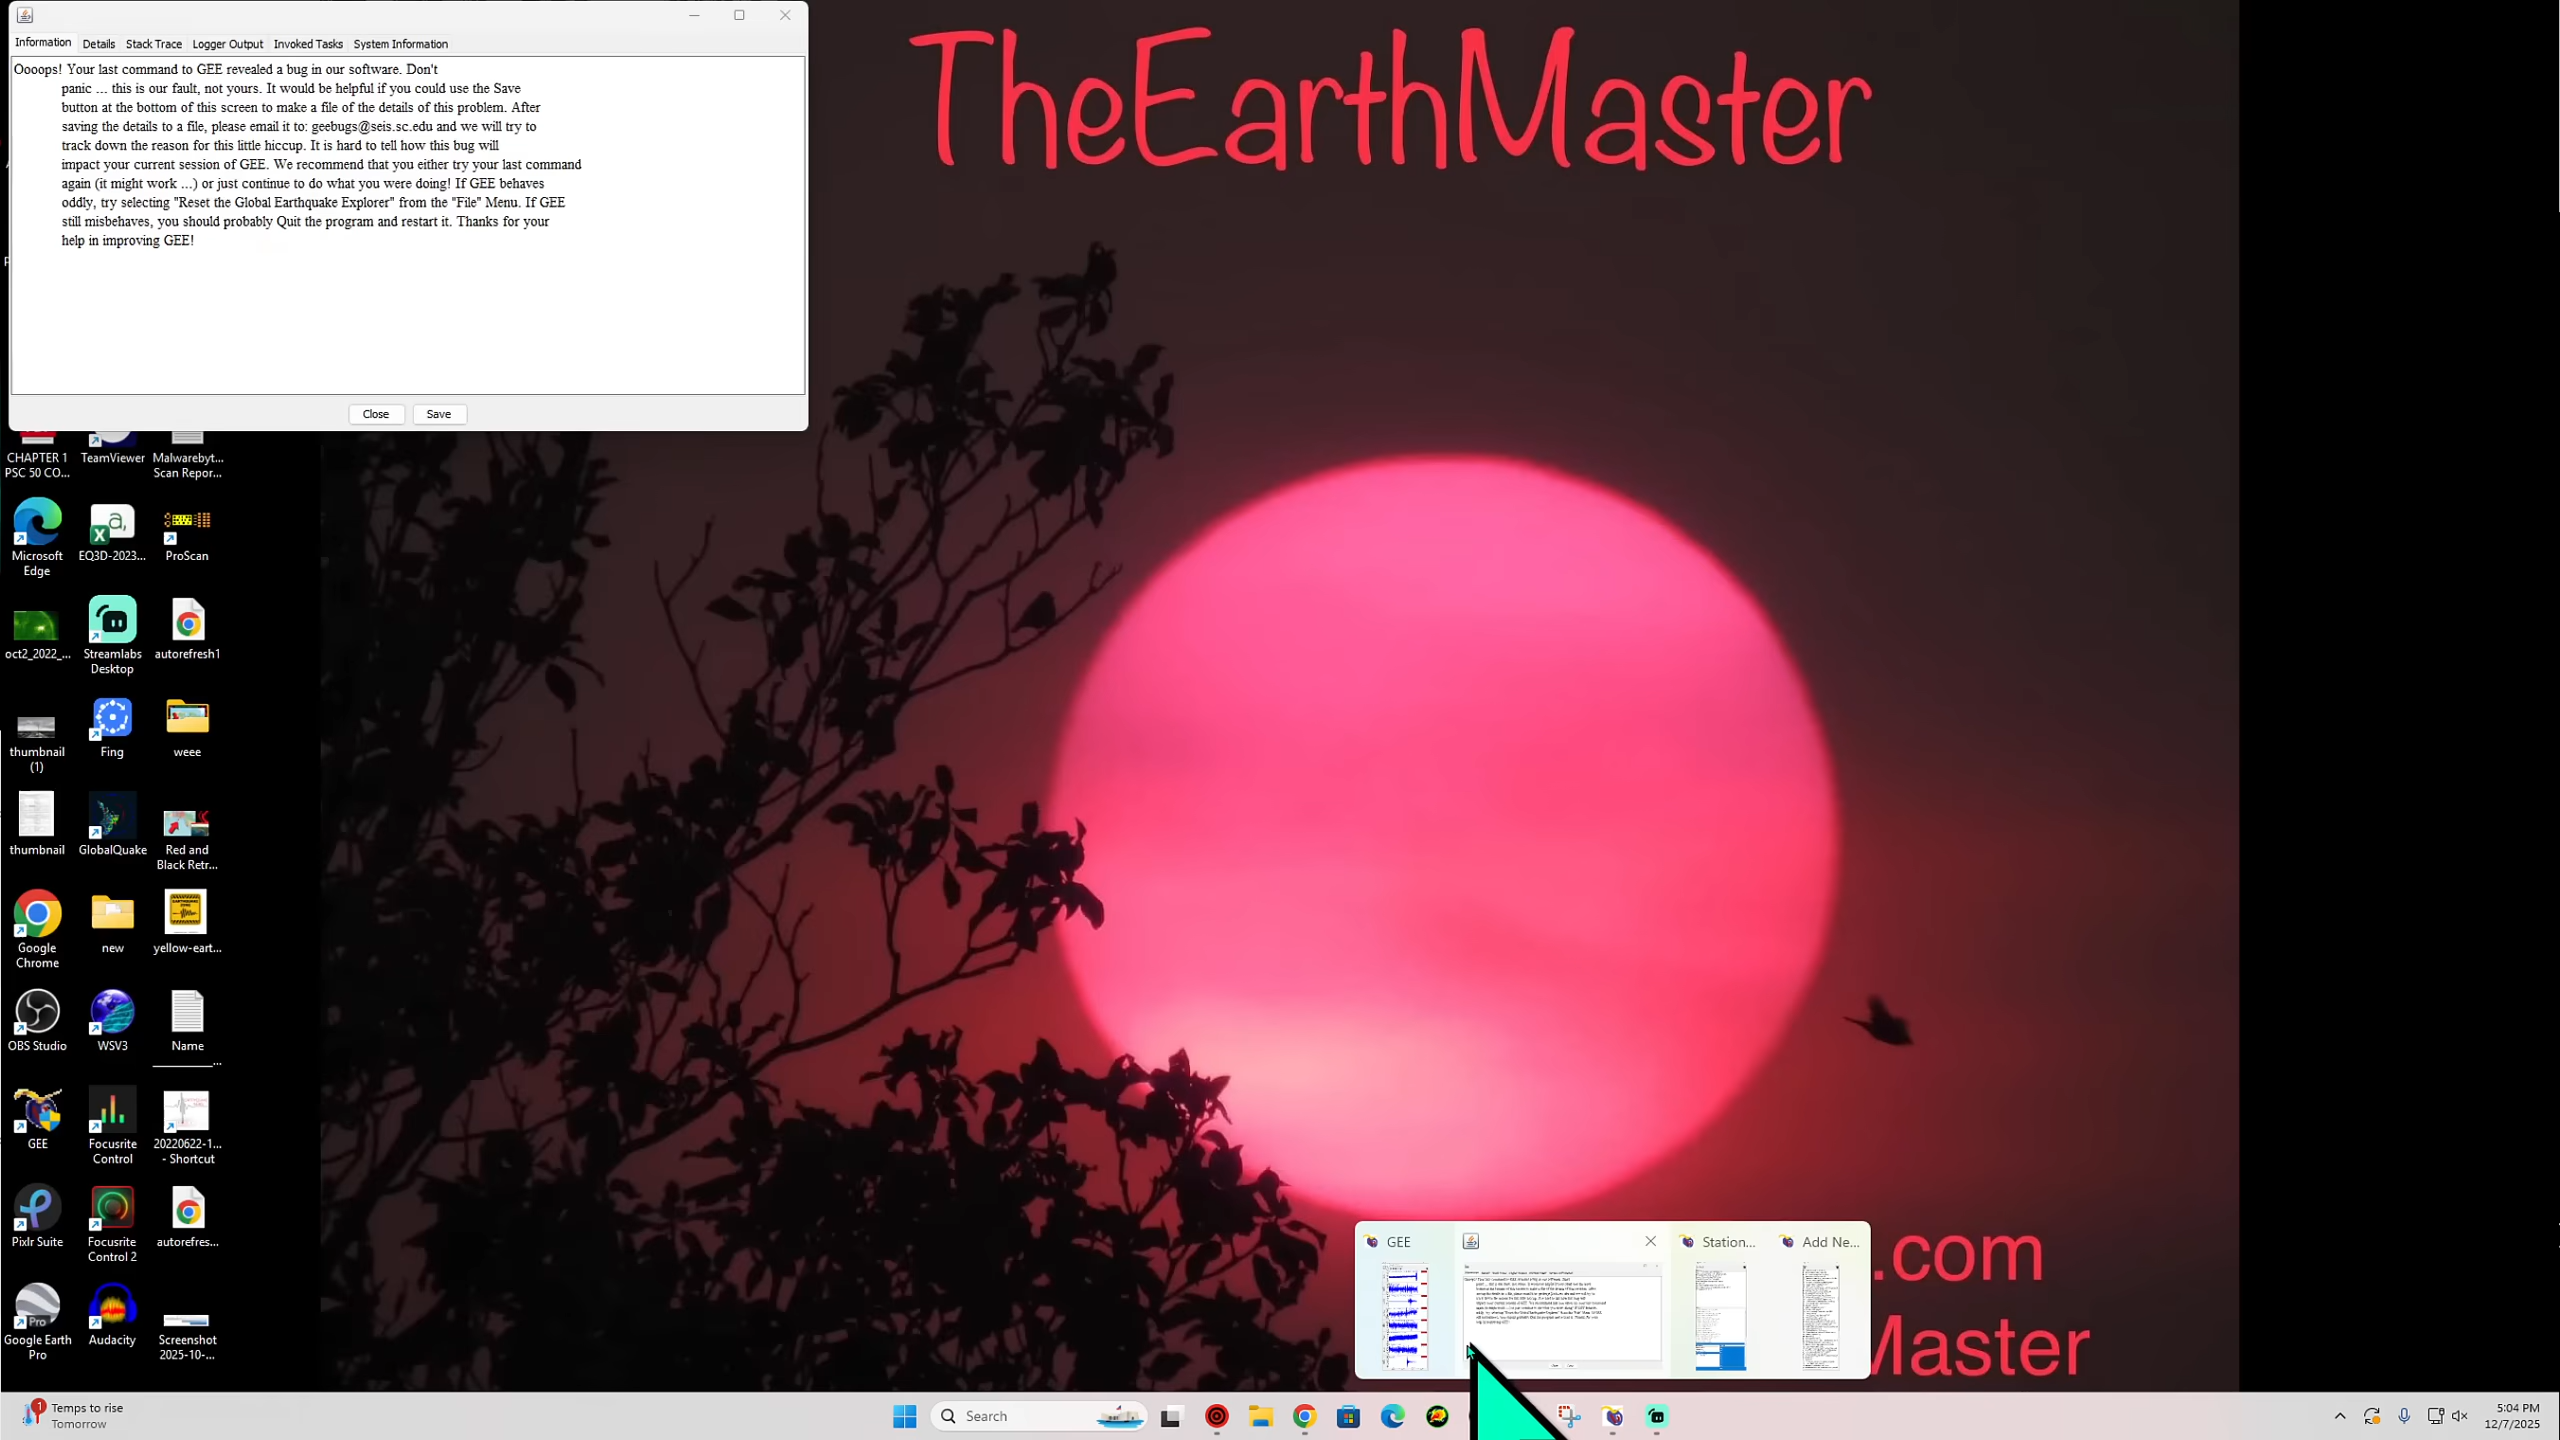 Information Details Stack Trace Logger Output Invoked Tasks System Information
Oooops! Your last command to GEE revealed a bug in our software. Don't
panic ... this is our fault, not yours. It would be helpful if you could use the Save
button at the bottom of this screen to make a file of the details of this problem. After
saving the details to a file, please email it to: geebugs@seis.sc.edu and we will try to
track down the reason for this little hiccup. It is hard to tell how this bug will
impact your current session of GEE. We recommend that you either try your last command
again (it might work ...) or just continue to do what you were doing! If GEE behaves
oddly, try selecting "Reset the Global Earthquake Explorer" from the "File" Menu. If GEE
still misbehaves, you should probably Quit the program and restart it. Thanks for your
help in improving GEE!
Close Save
TheEarthMaster
CHAPTER 1
PSC 50 CO...
TeamViewer
Malwarebyt...
Scan Repor...
Microsoft
Edge
EQ3D-2023...
ProScan
oct2_2022_...
Streamlabs
Desktop
autorefresh1
thumbnail
(1)
Fing
weee
thumbnail
GlobalQuake
Red and
Black Retr...
Google
Chrome
new
yellow-eart...
OBS Studio
WSV3
Name
GEE
Focusrite
Control
20220622-1...
- Shortcut
Pixlr Suite
Focusrite
Control 2
autorefres...
Google Earth
Pro
Audacity
Screenshot
2025-10-...
GEE
Station...
Add Ne...
.com
Master
1
Temps to rise
Tomorrow
Search
5:04 PM
12/7/2025